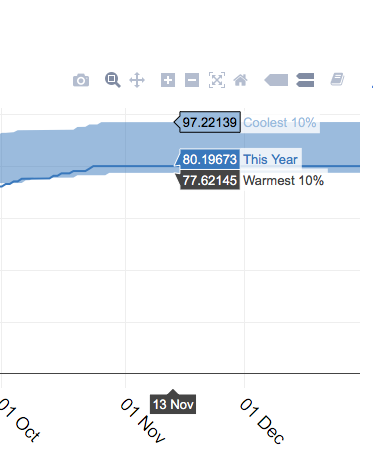 97.22139 Coolest 10%
80.19673 This Year
77.62145 Warmest 10%
01 Oct
01 Nov
13 Nov
01 Dec